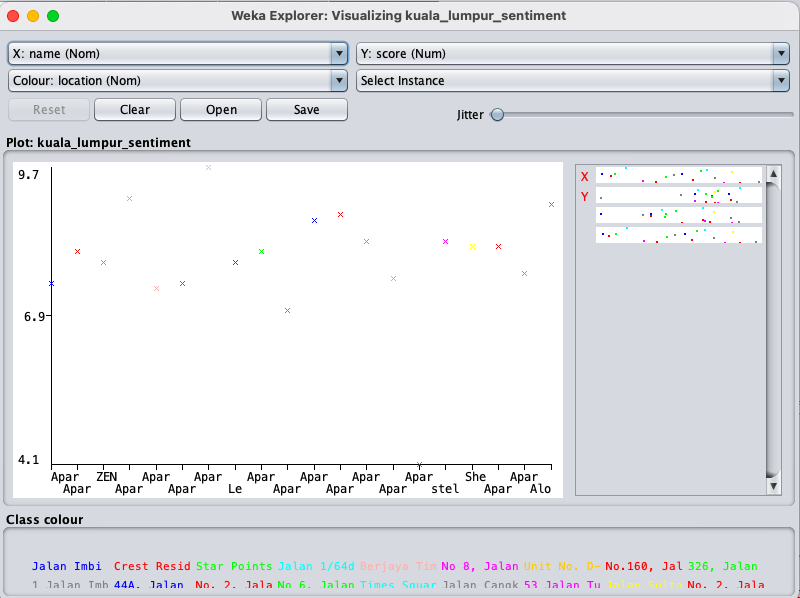 Weka Explorer: Visualizing kuala_lumpur_sentiment
X: name (Nom) Y: score (Num)
Colour: location (Nom) Select Instance
Reset Clear Open Save Jitter
Plot: kuala_lumpur_sentiment
9.7
6.9
4.1
Apar ZEN Apar Apar Apar Apar Apar Apar She Apar
Apar Apar Apar Le Apar Apar Apar stel Apar Alo
X
Y
Class colour
Jalan Imbi Crest Resid Star Points Jalan 1/64d Berjaya Tim No 8, Jalan Unit No. D– No.160, Jal 326, Jalan
1 Jalan Imb 44A, Jalan No. 2, Jala No 6, Jalan Times Squar Jalan Cangk 53 Jalan Tu No. 2, Jala